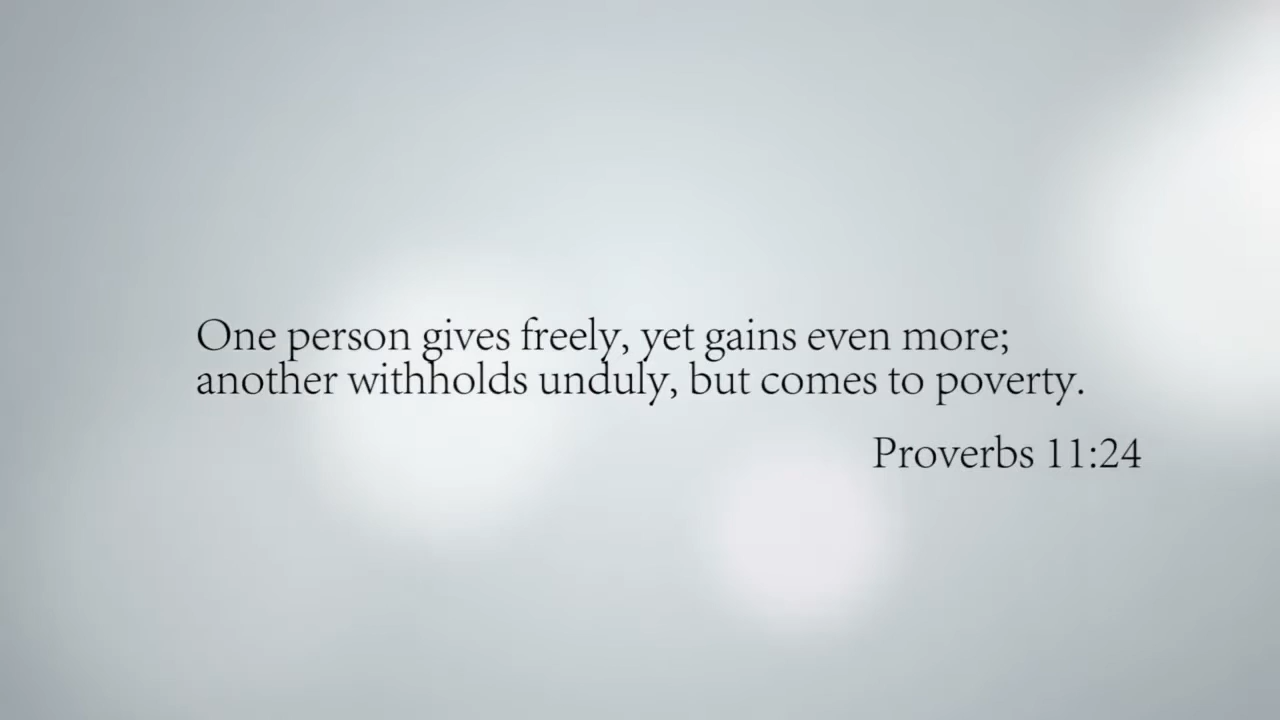 One person gives freely, yet gains even more;
another withholds unduly, but comes to poverty.
Proverbs 11:24